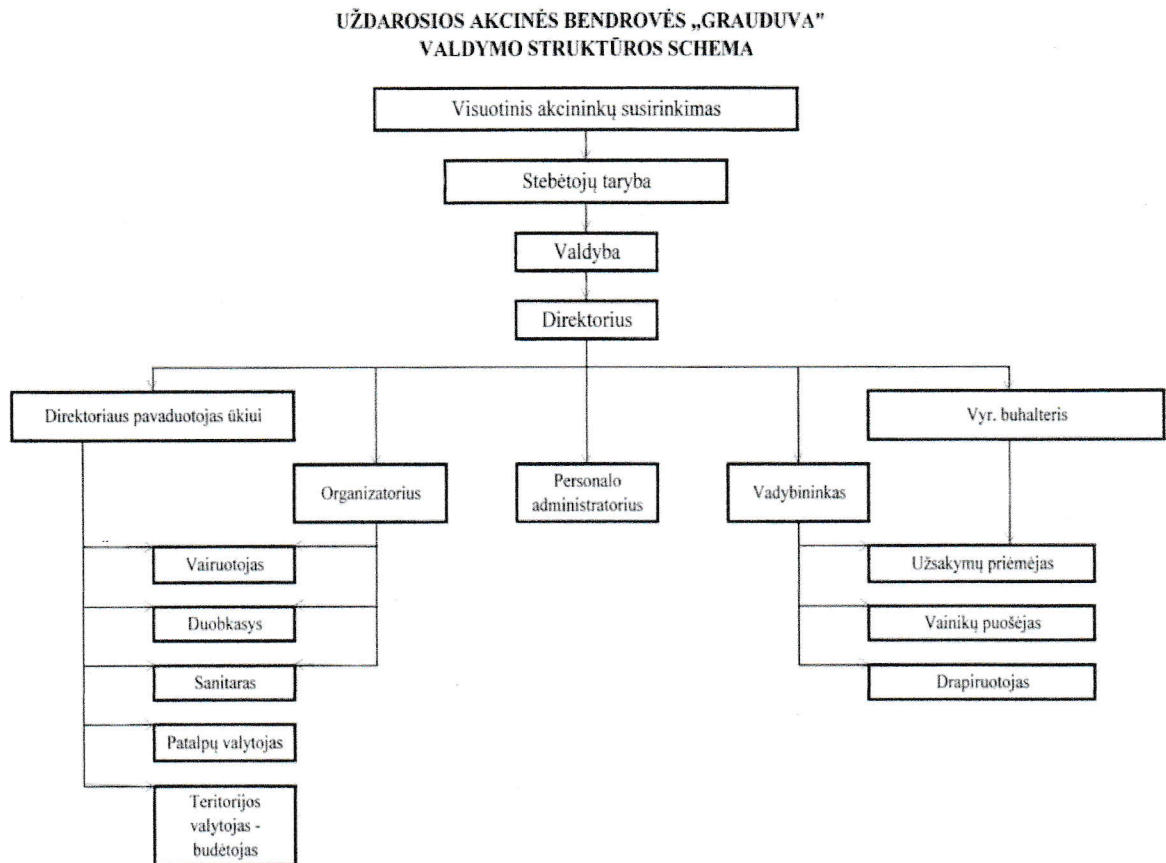 UŽDAROSIOS AKCINĖS BENDROVĖS „GRAUDUVA"
VALDYMO STRUKTŪROS SCHEMA
Visuotinis akcininkų susirinkimas
Stebėtojų taryba
Valdyba
Direktorius
Direktoriaus pavaduotojas ūkiui
Vyr. buhalteris
Organizatorius
Personalo
administratorius
Vadybininkas
Vairuotojas
Duobkasys
Sanitaras
Patalpų valytojas
Teritorijos
valytojas -
budėtojas
Užsakymų priėmėjas
Vainikų puošėjas
Drapiruotojas